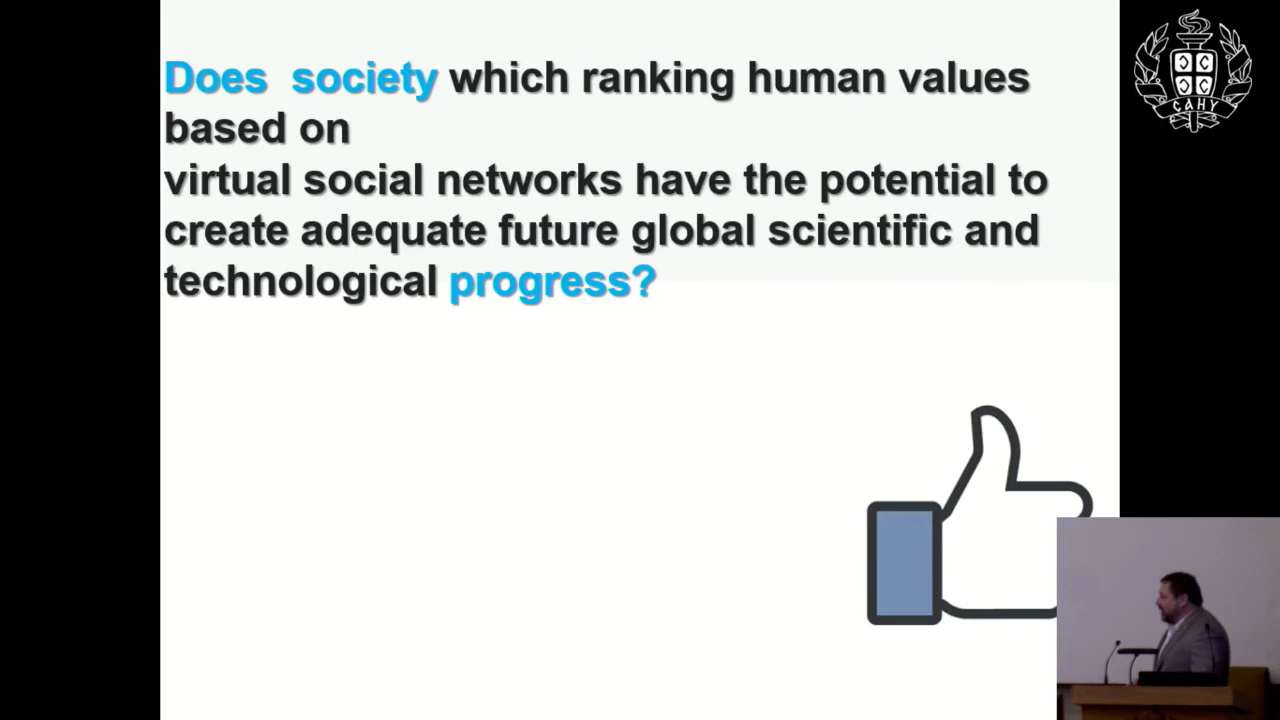 Does society which ranking human values
based on
virtual social networks have the potential to
create adequate future global scientific and
technological progress?
САНУ